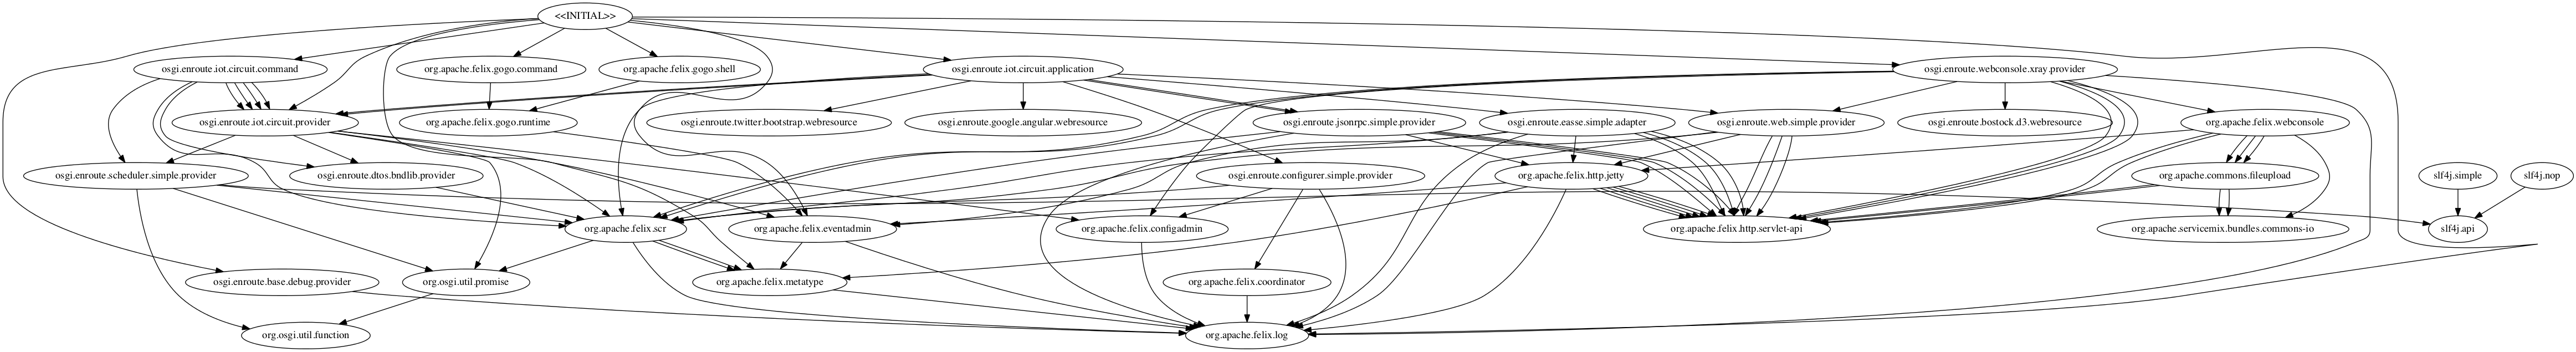 <<INITIAL>>
osgi.enroute.iot.circuit.command
org.apache.felix.gogo.command
org.apache.felix.gogo.shell
osgi.enroute.iot.circuit.application
osgi.enroute.webconsole.xray.provider
osgi.enroute.iot.circuit.provider
org.apache.felix.gogo.runtime
osgi.enroute.twitter.bootstrap.webresource
osgi.enroute.google.angular.webresource
osgi.enroute.jsonrpc.simple.provider
osgi.enroute.easse.simple.adapter
osgi.enroute.web.simple.provider
osgi.enroute.bostock.d3.webresource
org.apache.felix.webconsole
osgi.enroute.scheduler.simple.provider
osgi.enroute.dtos.bndlib.provider
osgi.enroute.configurer.simple.provider
org.apache.felix.http.jetty
org.apache.commons.fileupload
slf4j.simple
slf4j.nop
org.apache.felix.scr
org.apache.felix.eventadmin
org.apache.felix.configadmin
org.apache.felix.http.servlet-api
org.apache.servicemix.bundles.commons-io
slf4j.api
osgi.enroute.base.debug.provider
org.osgi.util.promise
org.apache.felix.metatype
org.apache.felix.coordinator
org.osgi.util.function
org.apache.felix.log